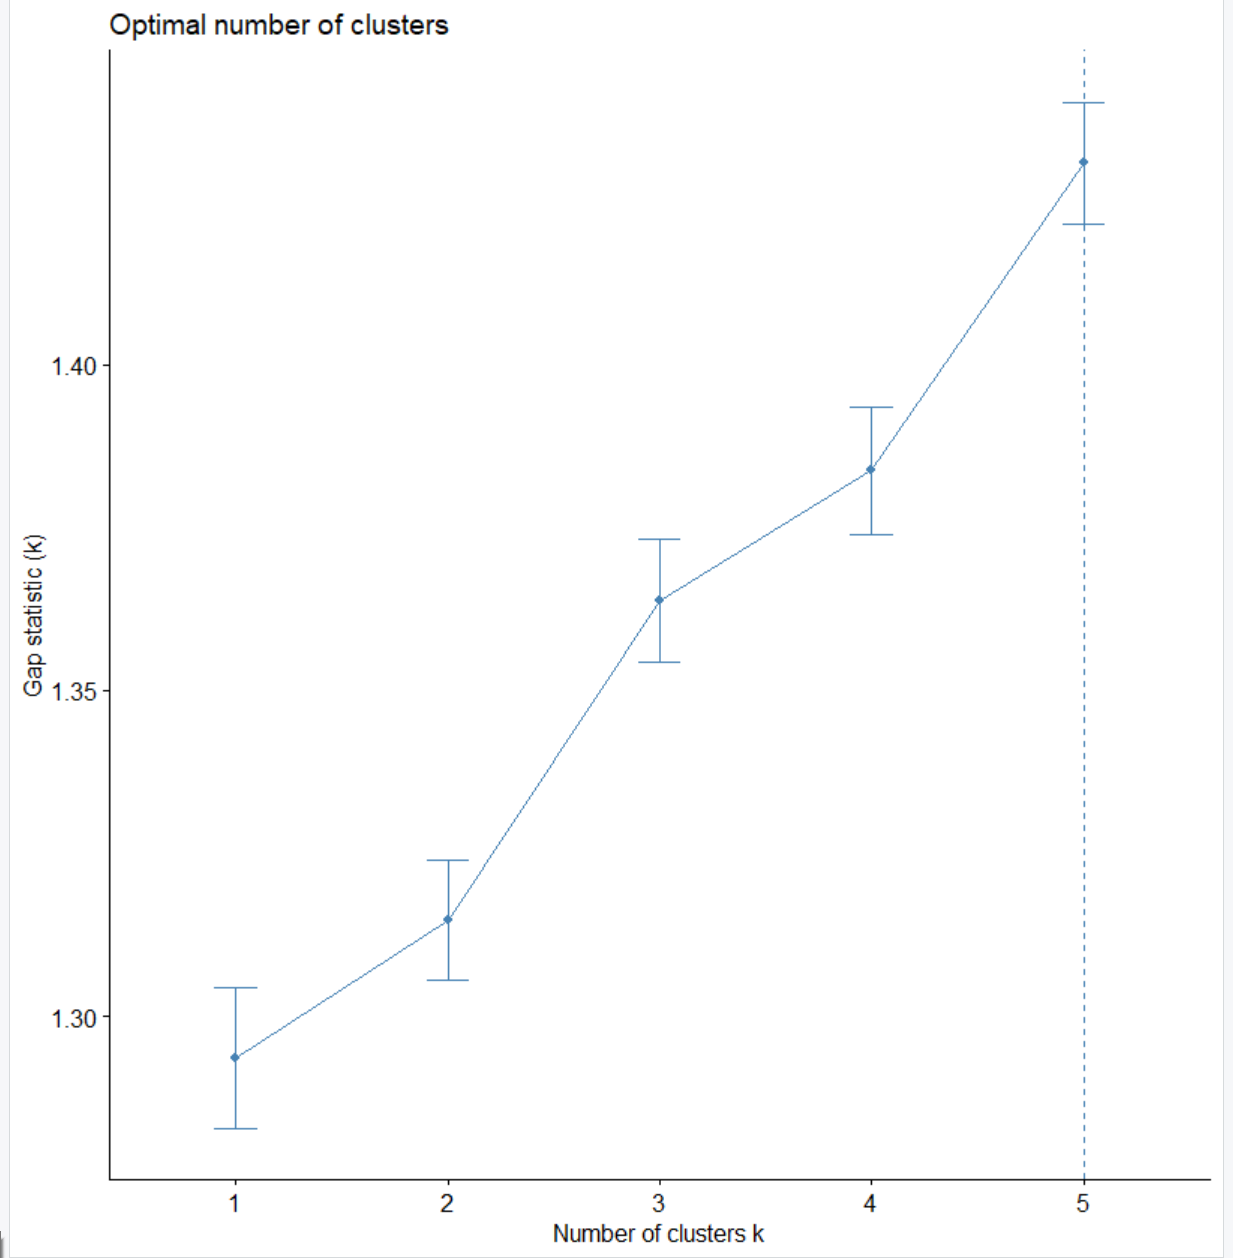 Optimal number of clusters
Gap statistic (k)
1.40
1.35
1.30
1 2 3 4 5
Number of clusters k